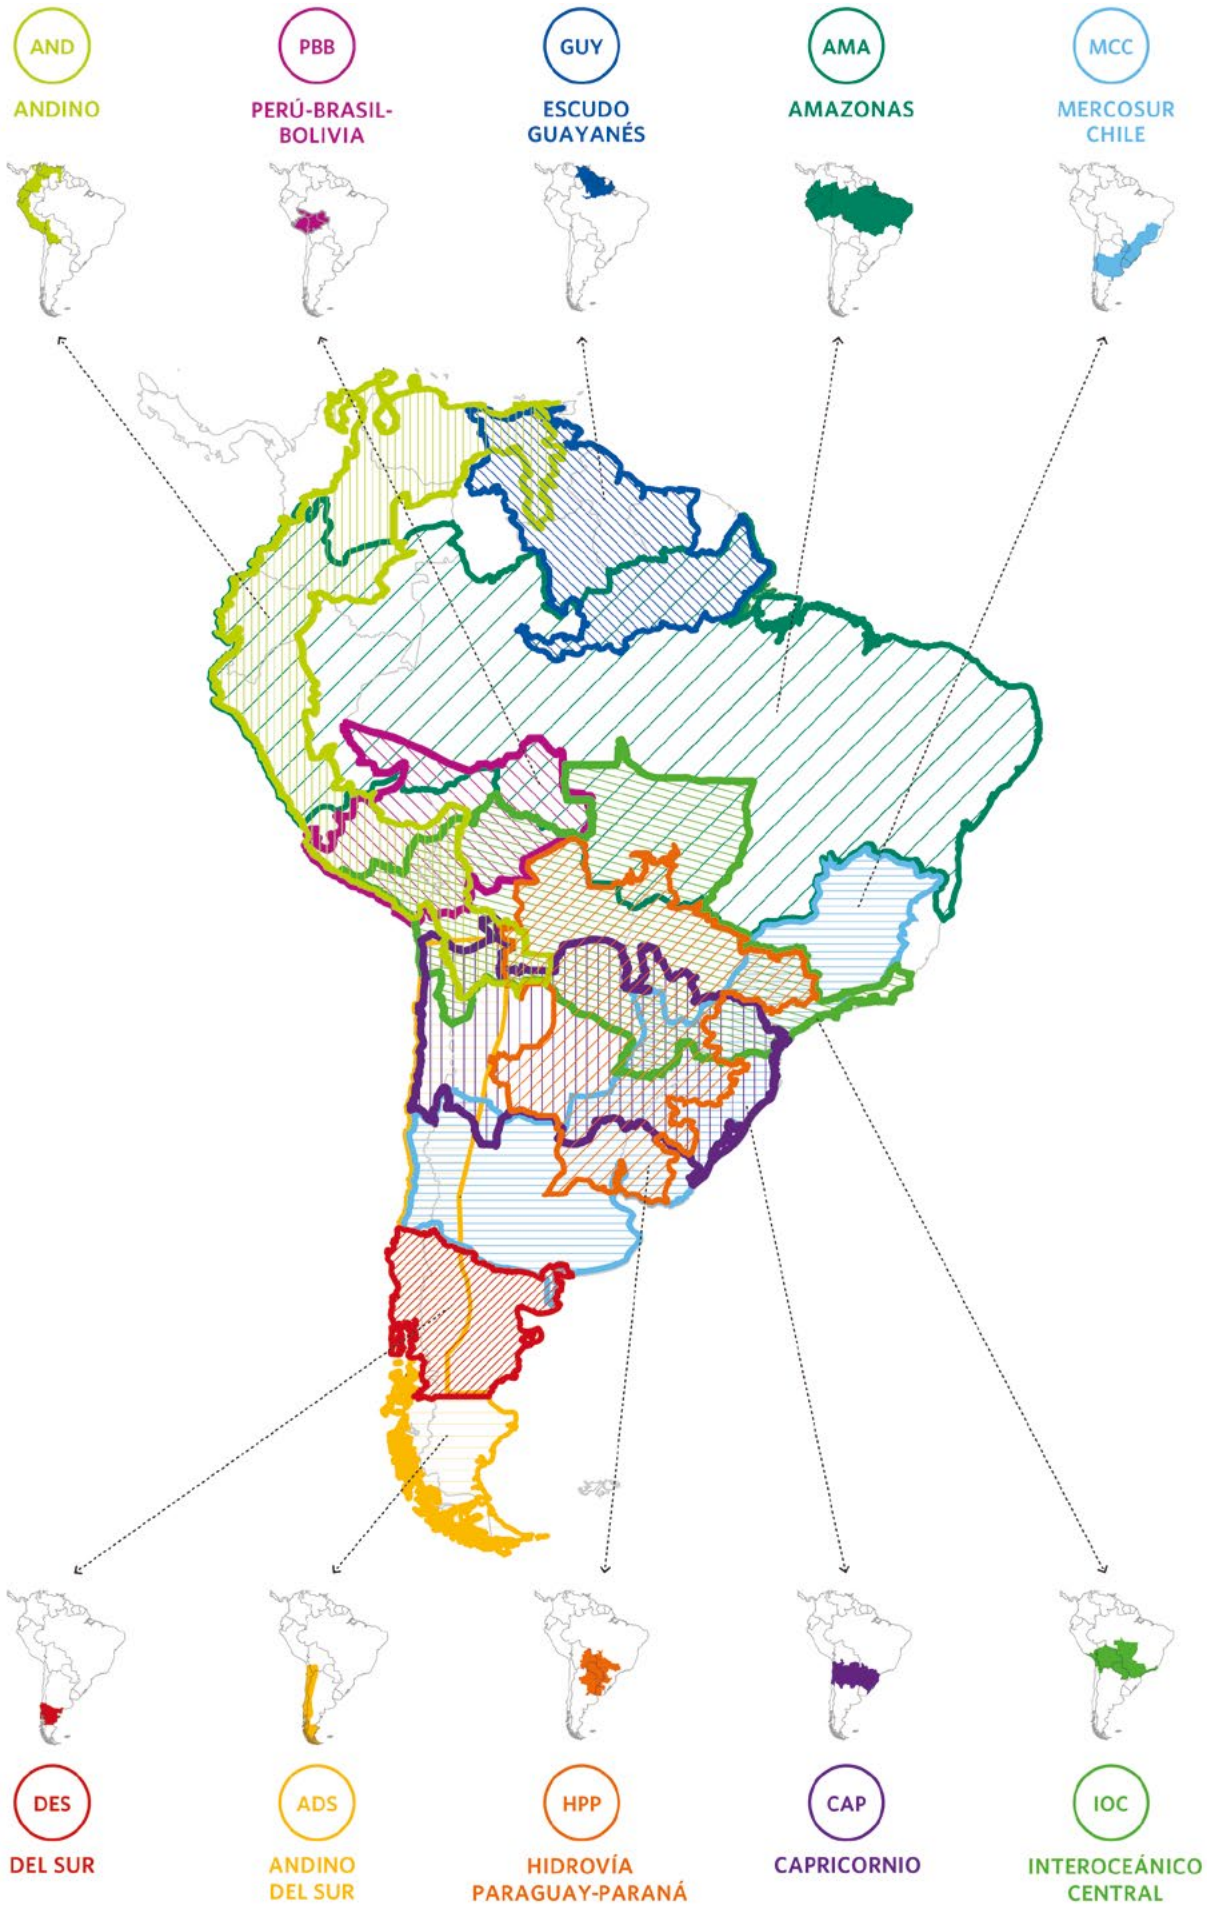 AND
ANDINO
PBB
PERÚ-BRASIL-
BOLIVIA
GUY
ESCUDO
GUAYANÉS
AMA
AMAZONAS
MCC
MERCOSUR
CHILE
DES
DEL SUR
ADS
ANDINO
DEL SUR
HPP
HIDROVÍA
PARAGUAY-PARANÁ
CAP
CAPRICORNIO
IOC
INTEROCEÁNICO
CENTRAL